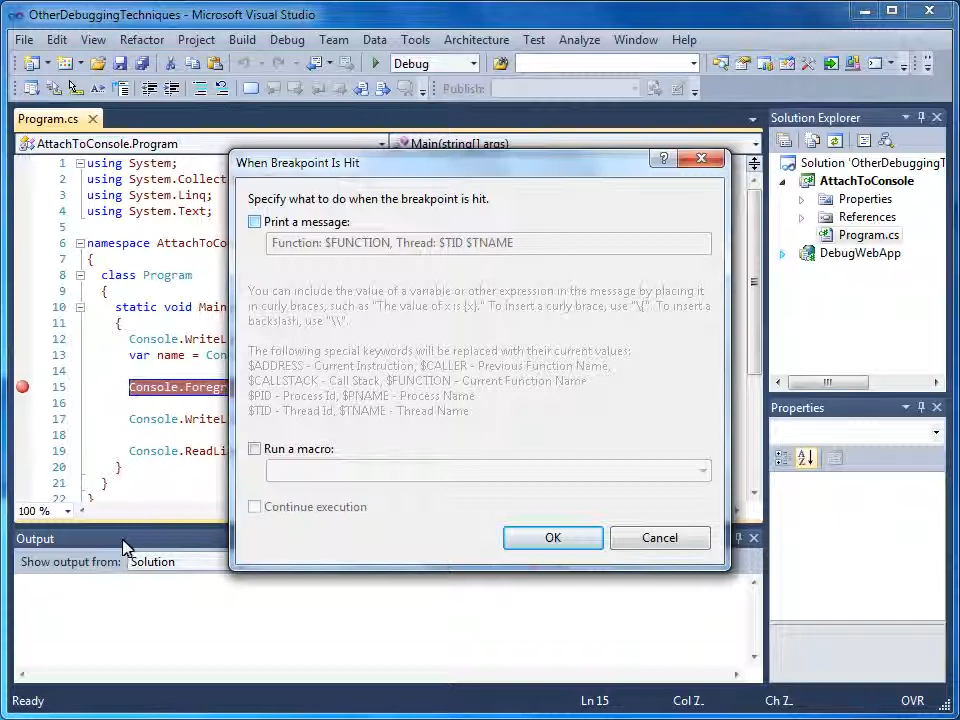 OtherDebuggingTechniques - Microsoft Visual Studio
File Edit View Refactor Project Build Debug Team Data Tools Architecture Test Analyze Window Help
Debug
Publish:
Program.cs
Solution Explorer
AttachToConsole.Program
Main(string[] args)
When Breakpoint Is Hit
Specify what to do when the breakpoint is hit.
Print a message:
Function: $FUNCTION, Thread: $TID $TNAME
You can include the value of a variable or other expression in the message by placing it
in curly braces, such as "The value of x is {x}." To insert a curly brace, use "\{". To insert a
backslash, use "\\".
The following special keywords will be replaced with their current values:
$ADDRESS - Current Instruction, $CALLER - Previous Function Name,
$CALLSTACK - Call Stack, $FUNCTION - Current Function Name
$PID - Process Id, $PNAME - Process Name
$TID - Thread Id, $TNAME - Thread Name
Run a macro:
Continue execution
OK Cancel
1 using System;
2 using System.Collect
3 using System.Linq;
4 using System.Text;
5
6 namespace AttachToCo
7 {
8 class Program
9 {
10 static void Main
11 {
12 Console.WriteL
13 var name = Con
14
15 Console.Foregr
16
17 Console.WriteL
18
19 Console.ReadLi
20 }
21 }
22 }
100 %
Solution 'OtherDebuggingT
AttachToConsole
Properties
References
Program.cs
DebugWebApp
Properties
Output
Show output from: Solution
Ready Ln 15 Col 7 Ch 7 OVR